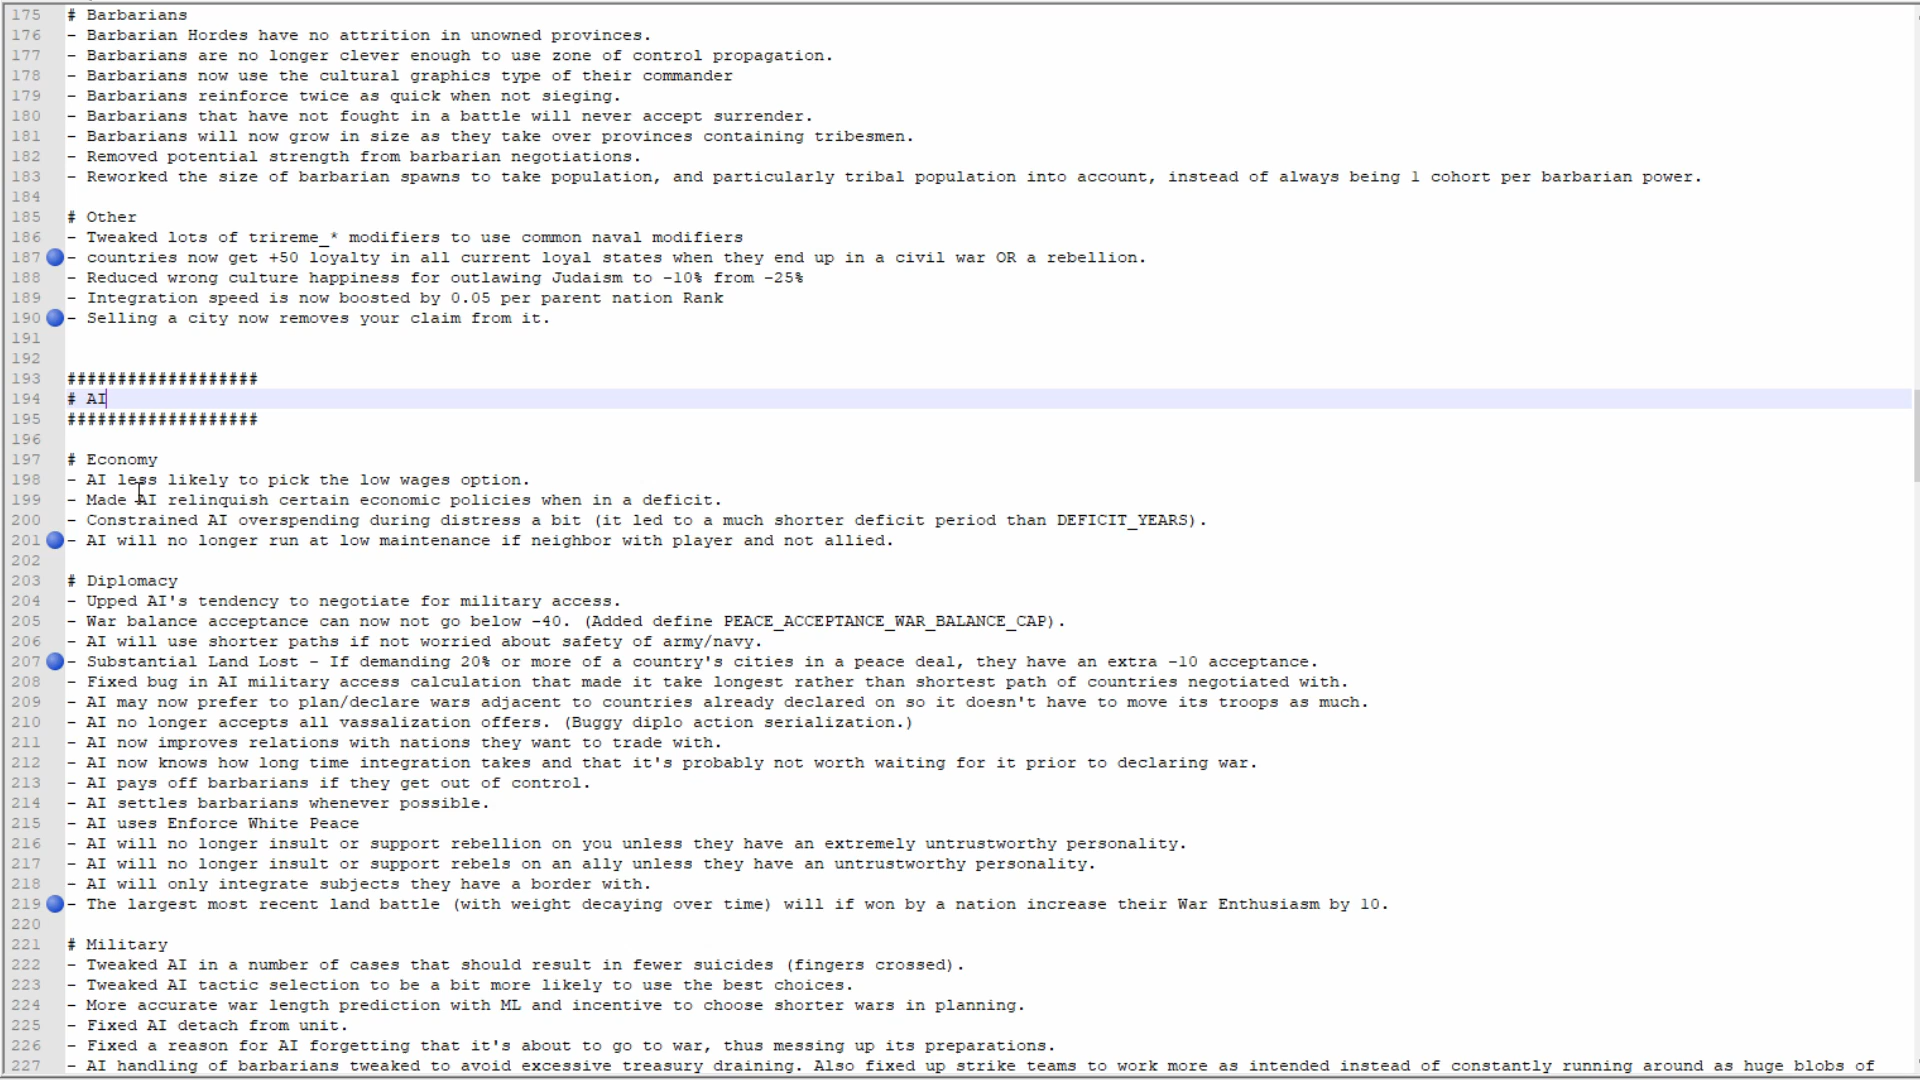 175 # Barbarians
176 - Barbarian Hordes have no attrition in unowned provinces.
177 - Barbarians are no longer clever enough to use zone of control propagation.
178 - Barbarians now use the cultural graphics type of their commander
179 - Barbarians reinforce twice as quick when not sieging.
180 - Barbarians that have not fought in a battle will never accept surrender.
181 - Barbarians will now grow in size as they take over provinces containing tribesmen.
182 - Removed potential strength from barbarian negotiations.
183 - Reworked the size of barbarian spawns to take population, and particularly tribal population into account, instead of always being 1 cohort per barbarian power.
184
185 # Other
186 - Tweaked lots of trireme_* modifiers to use common naval modifiers
187 - countries now get +50 loyalty in all current loyal states when they end up in a civil war OR a rebellion.
188 - Reduced wrong culture happiness for outlawing Judaism to -10% from -25%
189 - Integration speed is now boosted by 0.05 per parent nation Rank
190 - Selling a city now removes your claim from it.
191
192
193 ###################
194 # AI
195 ###################
196
197 # Economy
198 - AI less likely to pick the low wages option.
199 - Made AI relinquish certain economic policies when in a deficit.
200 - Constrained AI overspending during distress a bit (it led to a much shorter deficit period than DEFICIT_YEARS).
201 - AI will no longer run at low maintenance if neighbor with player and not allied.
202
203 # Diplomacy
204 - Upped AI's tendency to negotiate for military access.
205 - War balance acceptance can now not go below -40. (Added define PEACE_ACCEPTANCE_WAR_BALANCE_CAP).
206 - AI will use shorter paths if not worried about safety of army/navy.
207 - Substantial Land Lost - If demanding 20% or more of a country's cities in a peace deal, they have an extra -10 acceptance.
208 - Fixed bug in AI military access calculation that made it take longest rather than shortest path of countries negotiated with.
209 - AI may now prefer to plan/declare wars adjacent to countries already declared on so it doesn't have to move its troops as much.
210 - AI no longer accepts all vassalization offers. (Buggy diplo action serialization.)
211 - AI now improves relations with nations they want to trade with.
212 - AI now knows how long time integration takes and that it's probably not worth waiting for it prior to declaring war.
213 - AI pays off barbarians if they get out of control.
214 - AI settles barbarians whenever possible.
215 - AI uses Enforce White Peace
216 - AI will no longer insult or support rebellion on you unless they have an extremely untrustworthy personality.
217 - AI will no longer insult or support rebels on an ally unless they have an untrustworthy personality.
218 - AI will only integrate subjects they have a border with.
219 - The largest most recent land battle (with weight decaying over time) will if won by a nation increase their War Enthusiasm by 10.
220
221 # Military
222 - Tweaked AI in a number of cases that should result in fewer suicides (fingers crossed).
223 - Tweaked AI tactic selection to be a bit more likely to use the best choices.
224 - More accurate war length prediction with ML and incentive to choose shorter wars in planning.
225 - Fixed AI detach from unit.
226 - Fixed a reason for AI forgetting that it's about to go to war, thus messing up its preparations.
227 - AI handling of barbarians tweaked to avoid excessive treasury draining. Also fixed up strike teams to work more as intended instead of constantly running around as huge blobs of